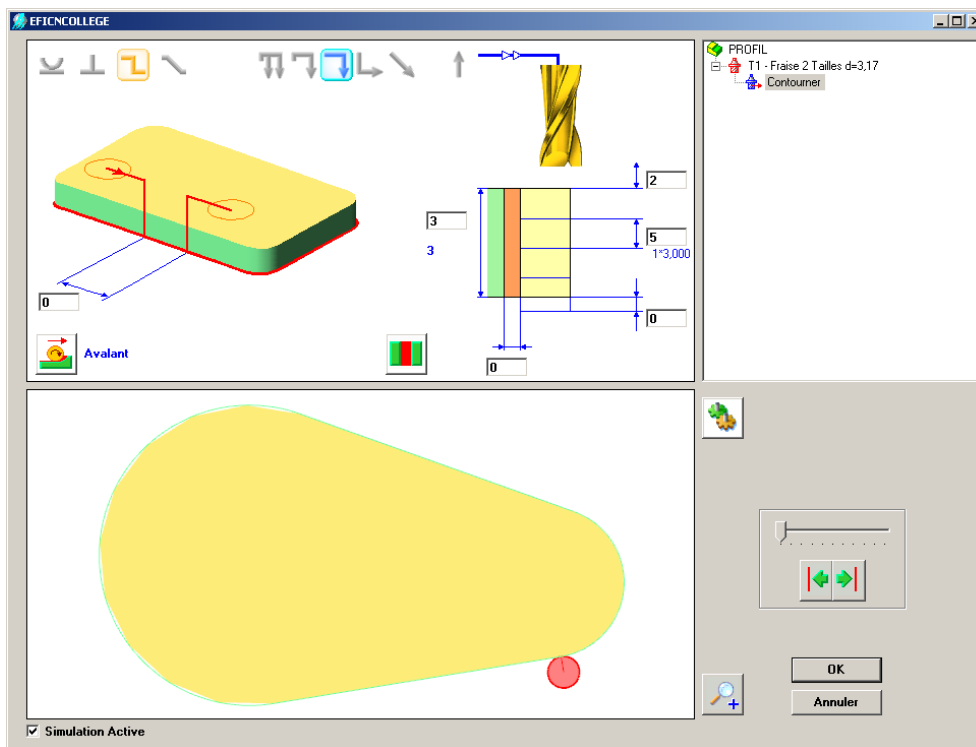 EFICNCOLLEGE
PROFIL
T1 - Fraise 2 Tailles d=3,17
Contourner
2
3
3
5
1*3,000
0
0
0
Avalant
OK
Annuler
Simulation Active